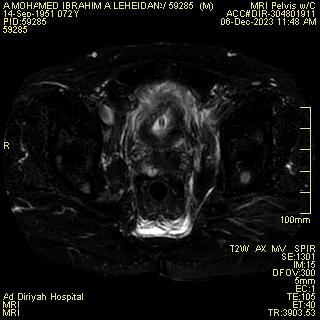 A MOHAMED IBRAHIM A LEHEIDAN:/ 59285 (M)
14-Sep-1951 072Y
PID:59285
59285
MRI Pelvis w/C
ACC#DIR-304801911
06-Dec-2023 11:48 AM
R
100mm
T2W_AX MV_SPIR
SE:1301
IM:15
DFOV:300
5mm
EC:1
TE:105
ET:40
TR:3903.53
Ad Diriyah Hospital
MRI
MRI